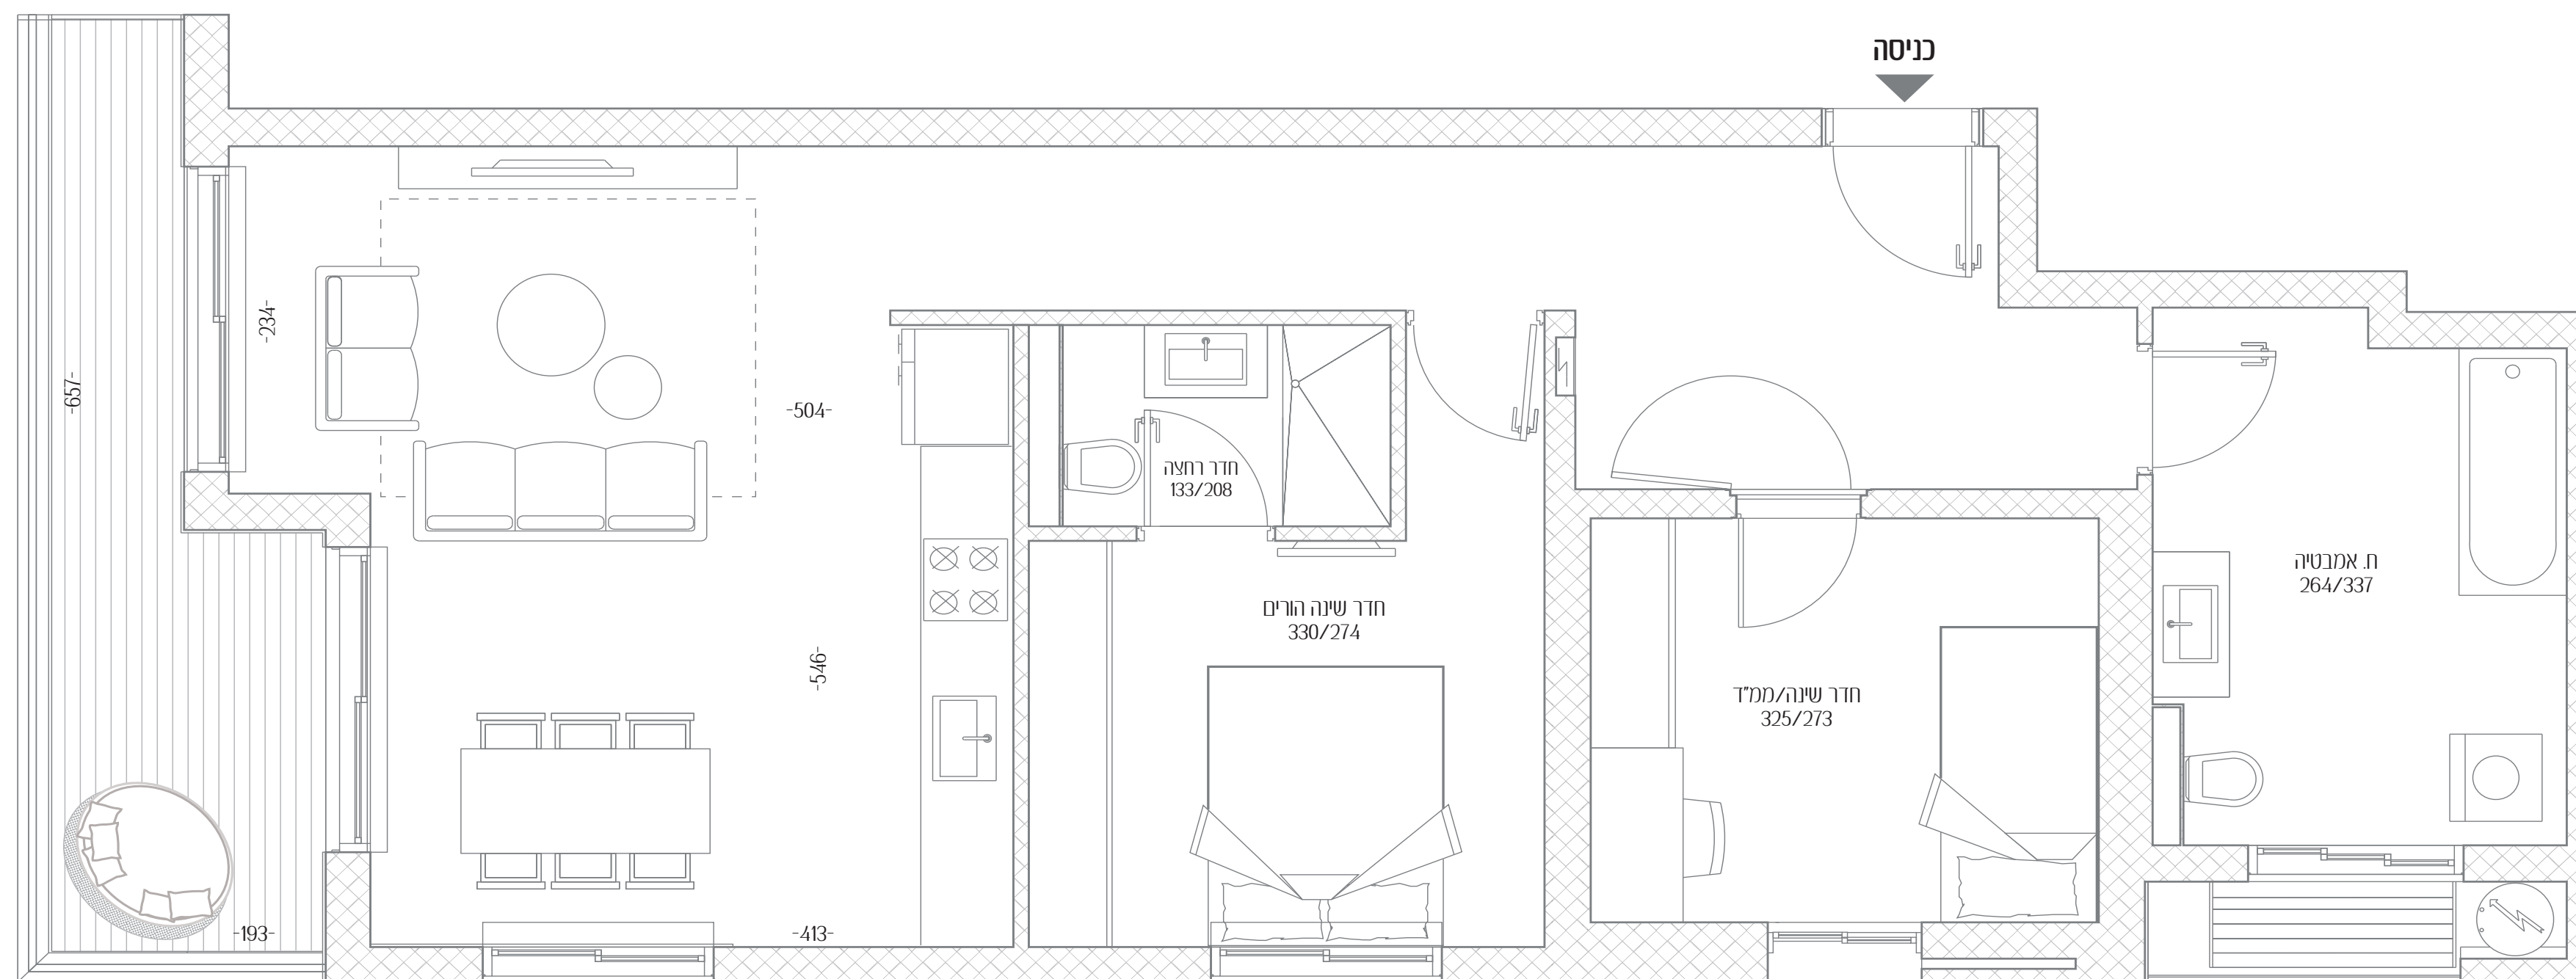 כניסה
-234-
-657-
-504-
חדר רחצה
133/208
ח. אמבטיה
264/337
חדר שינה הורים
330/274
-546-
חדר שינה/ממ"ד
325/273
-193-
-413-